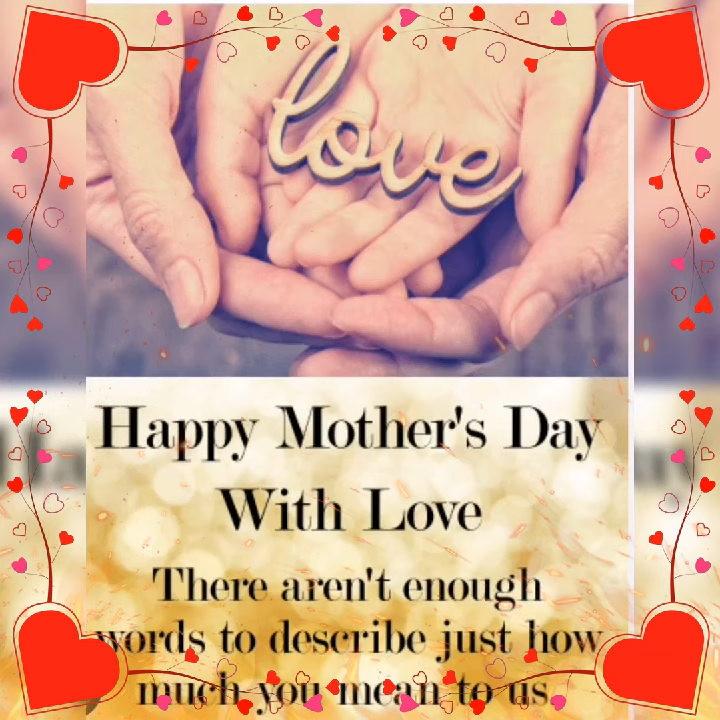 love
Happy Mother's Day
With Love
There aren't enough
words to describe just how
much you mean to us.